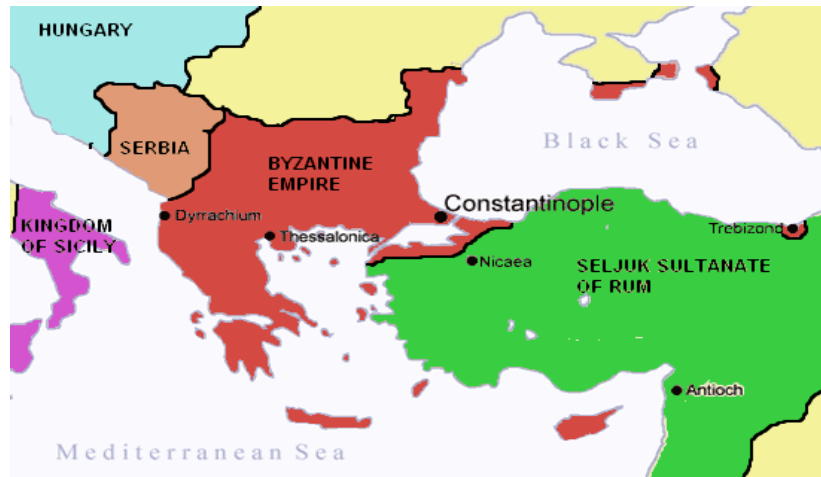 HUNGARY
SERBIA
BYZANTINE
EMPIRE
Black Sea
Constantinople
Dyrrachium
KINGDOM
OF SICILY
Thessalonica
Trebizond
Nicaea
SELJUK SULTANATE
OF RUM
Antioch
Mediterranean Sea